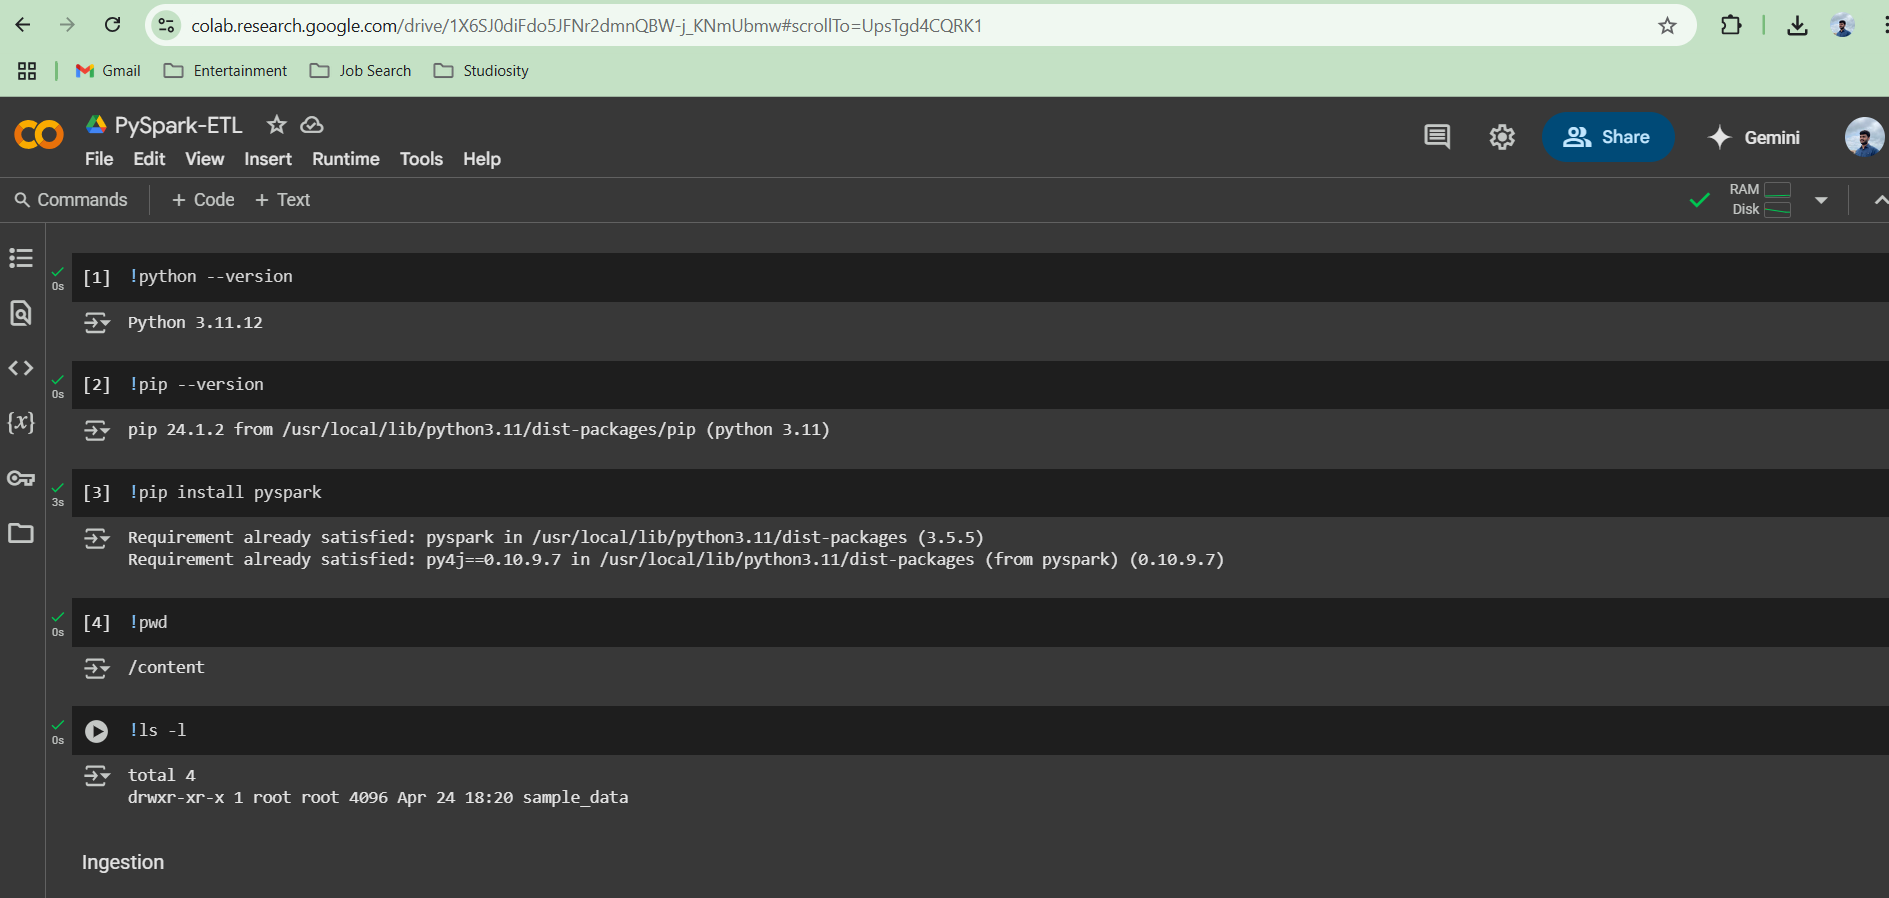 colab.research.google.com/drive/1X6SJ0diFdo5JFNr2dmnQBW-j_KNmUbmw#scrollTo=UpsTgd4CQRK1
Gmail Entertainment Job Search Studiosity
PySpark-ETL
File Edit View Insert Runtime Tools Help
Share
Gemini
Commands + Code + Text
RAM
Disk
0s
[1] !python --version
Python 3.11.12
0s
[2] !pip --version
pip 24.1.2 from /usr/local/lib/python3.11/dist-packages/pip (python 3.11)
3s
[3] !pip install pyspark
Requirement already satisfied: pyspark in /usr/local/lib/python3.11/dist-packages (3.5.5)
Requirement already satisfied: py4j==0.10.9.7 in /usr/local/lib/python3.11/dist-packages (from pyspark) (0.10.9.7)
0s
[4] !pwd
/content
0s
!ls -l
total 4
drwxr-xr-x 1 root root 4096 Apr 24 18:20 sample_data
Ingestion